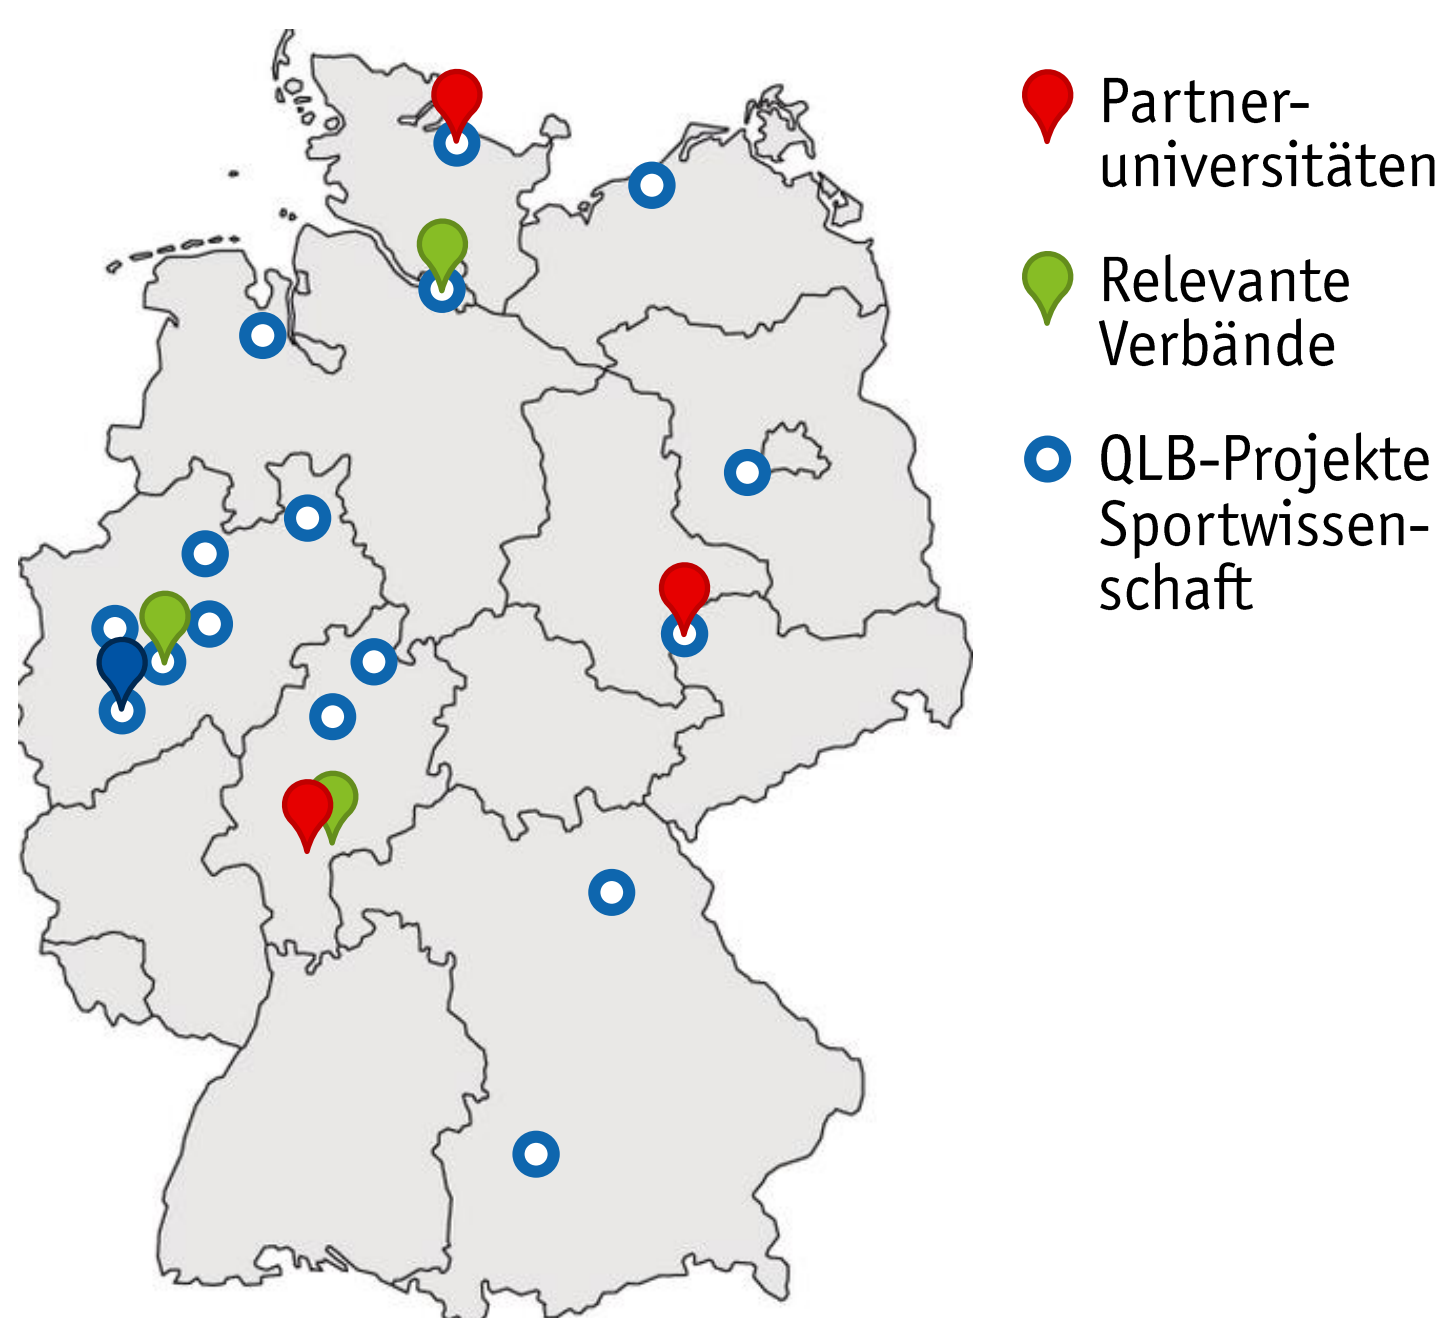 Partner-
universitäten
Relevante
Verbände
QLB-Projekte
Sportwissen-
schaft